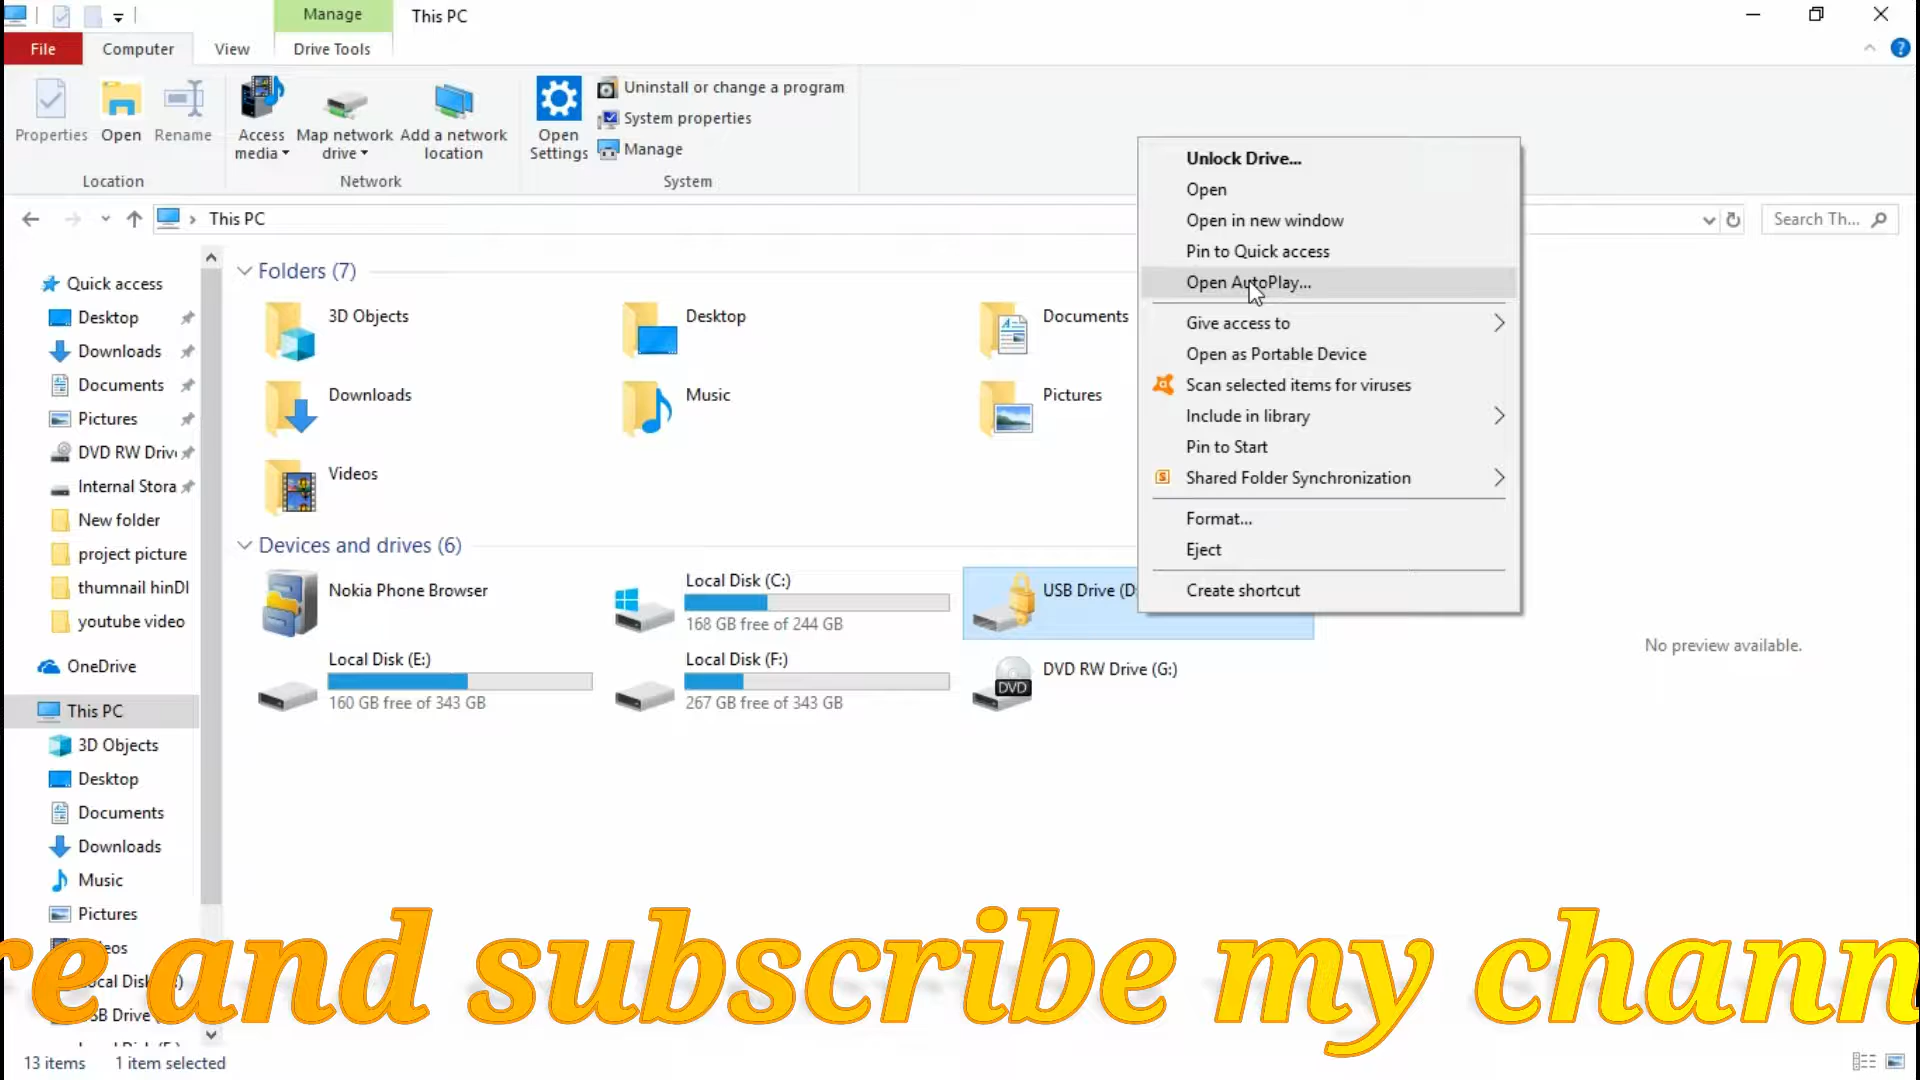 Manage
This PC
File
Computer
View
Drive Tools
Properties
Open
Rename
Access media
Map network drive
Add a network location
Open Settings
Uninstall or change a program
System properties
Manage
Location
Network
System
This PC
Search Th...
Quick access
Desktop
Downloads
Documents
Pictures
DVD RW Driv
Internal Stora
New folder
project picture
thumnail hinDI
youtube video
OneDrive
This PC
3D Objects
Desktop
Documents
Downloads
Music
Pictures
Folders (7)
3D Objects
Desktop
Documents
Downloads
Music
Pictures
Videos
Devices and drives (6)
Nokia Phone Browser
Local Disk (C:)
168 GB free of 244 GB
USB Drive (D:
Local Disk (E:)
160 GB free of 343 GB
Local Disk (F:)
267 GB free of 343 GB
DVD
DVD RW Drive (G:)
Unlock Drive...
Open
Open in new window
Pin to Quick access
Open AutoPlay...
Give access to
Open as Portable Device
Scan selected items for viruses
Include in library
Pin to Start
Shared Folder Synchronization
Format...
Eject
Create shortcut
No preview available.
re and subscribe my chann
13 items
1 item selected